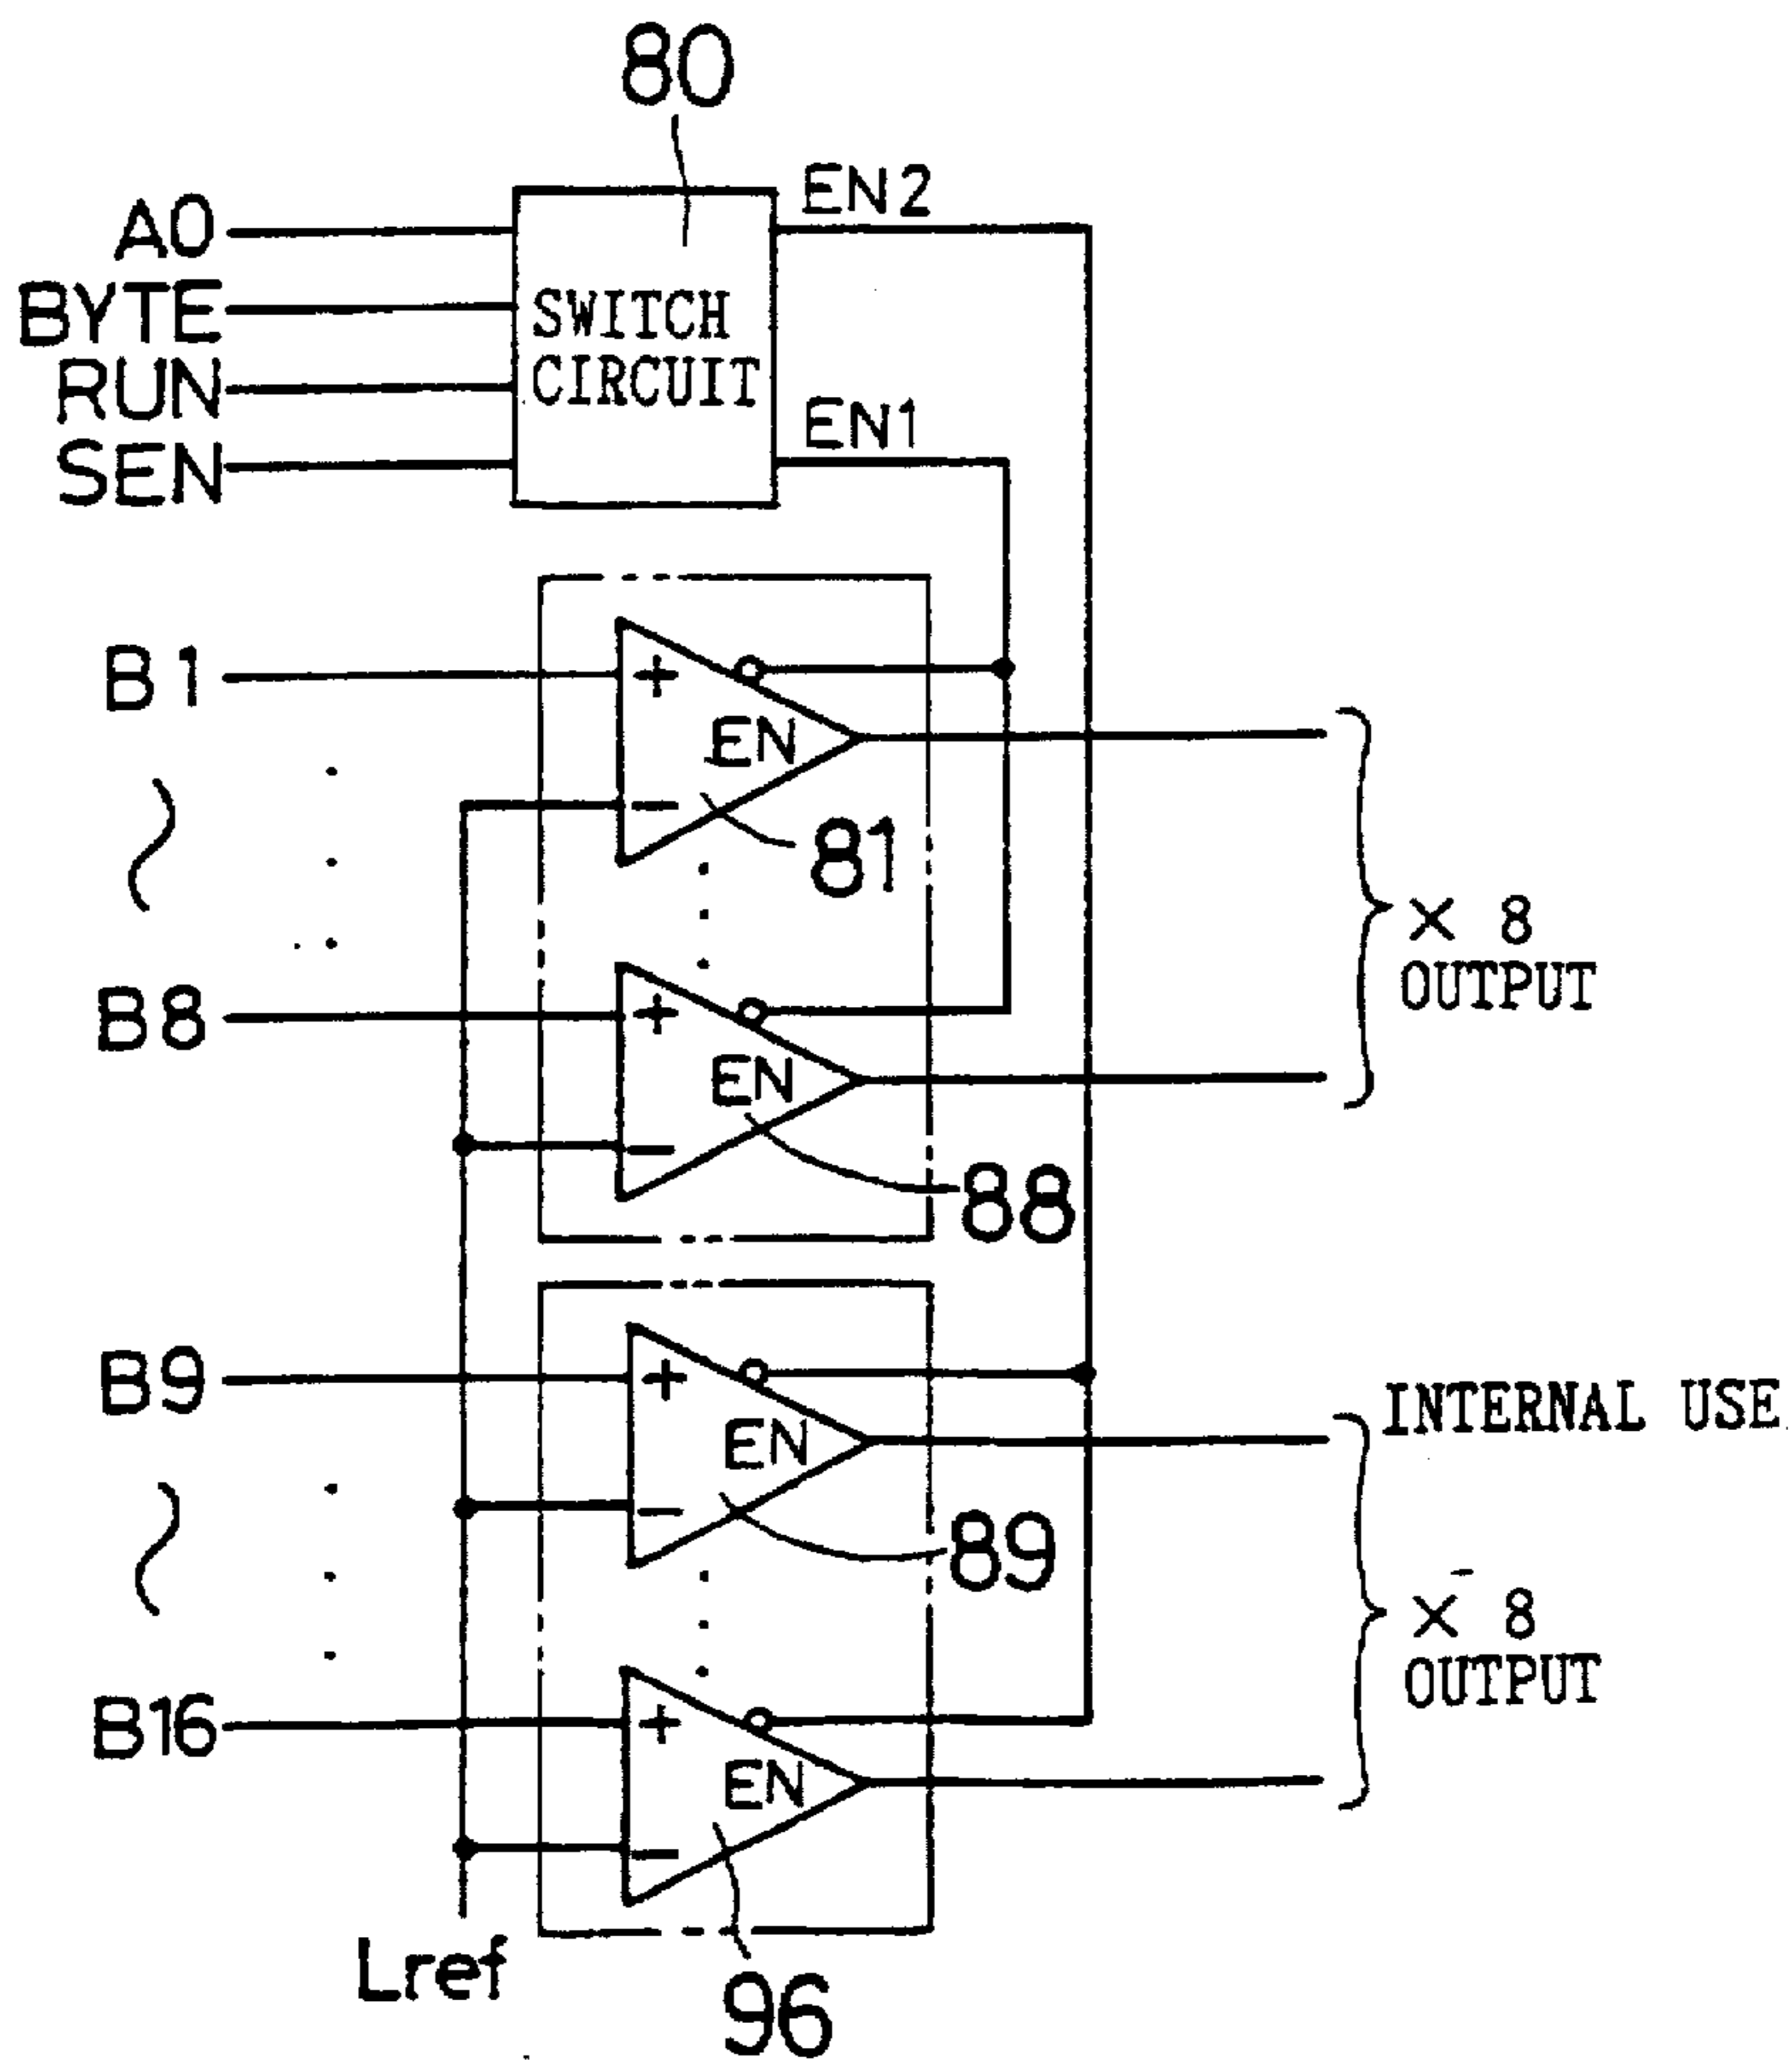 80
A0
BYTE
RUN
SEN
SWITCH
CIRCUIT
EN2
EN1
B1
+
EN
−
81
B8
+
EN
−
88
× 8
OUTPUT
B9
+
EN
−
89
INTERNAL USE
× 8
OUTPUT
B16
+
EN
−
96
Lref